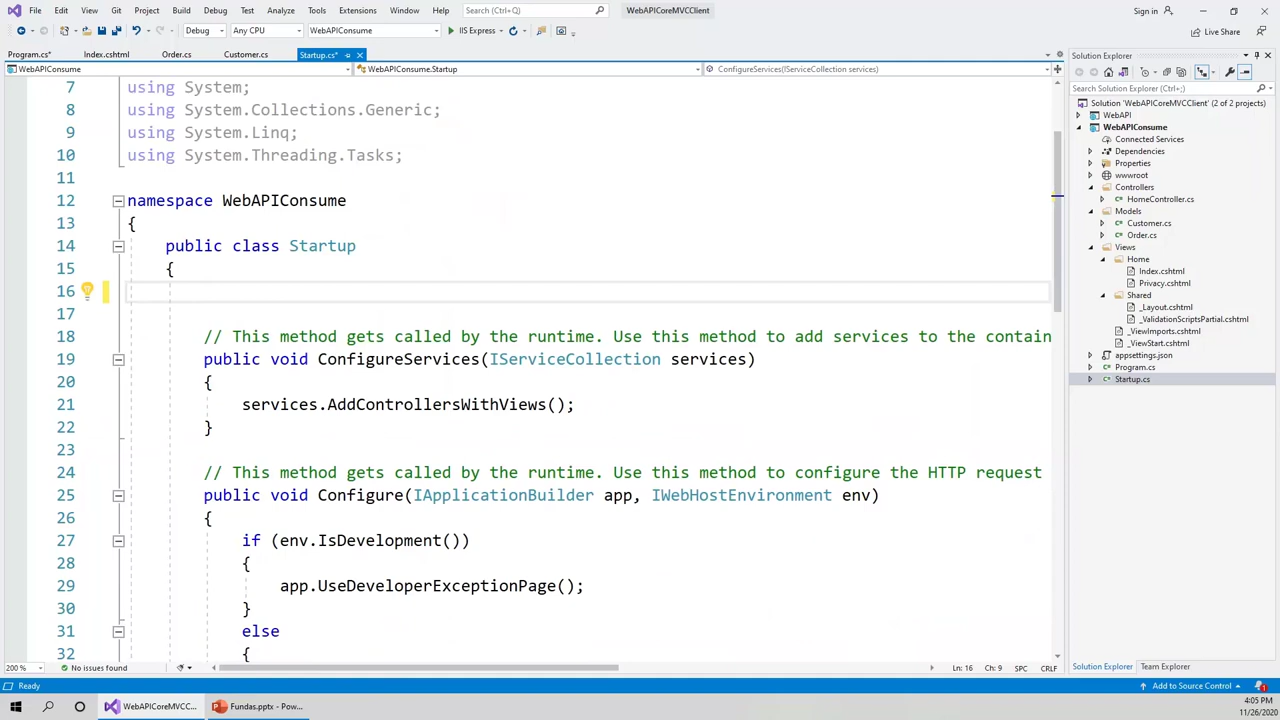 File Edit View Git Project Build Debug Test Analyze Tools Extensions Window Help Search (Ctrl+Q) WebAPICoreMVCClient Sign in
Debug Any CPU WebAPIConsume IIS Express Live Share
Program.cs* Index.cshtml Order.cs Customer.cs Startup.cs* Solution Explorer
WebAPIConsume WebAPIConsume.Startup ConfigureServices(IServiceCollection services)
Search Solution Explorer (Ctrl+;)
7 using System;
8 using System.Collections.Generic;
9 using System.Linq;
10 using System.Threading.Tasks;
11
12 namespace WebAPIConsume
13 {
14 public class Startup
15 {
16
17
18 // This method gets called by the runtime. Use this method to add services to the contain
19 public void ConfigureServices(IServiceCollection services)
20 {
21 services.AddControllersWithViews();
22 }
23
24 // This method gets called by the runtime. Use this method to configure the HTTP request
25 public void Configure(IApplicationBuilder app, IWebHostEnvironment env)
26 {
27 if (env.IsDevelopment())
28 {
29 app.UseDeveloperExceptionPage();
30 }
31 else
32 {
Solution 'WebAPICoreMVCClient' (2 of 2 projects)
WebAPI
WebAPIConsume
Connected Services
Dependencies
Properties
wwwroot
Controllers
HomeController.cs
Models
Customer.cs
Order.cs
Views
Home
Index.cshtml
Privacy.cshtml
Shared
_Layout.cshtml
_ValidationScriptsPartial.cshtml
_ViewImports.cshtml
_ViewStart.cshtml
appsettings.json
Program.cs
Startup.cs
200 % No issues found Ln: 16 Ch: 9 SPC CRLF
Solution Explorer Team Explorer
Ready Add to Source Control 1
WebAPICoreMVCC... Fundas.pptx - Pow...
4:05 PM
11/26/2020